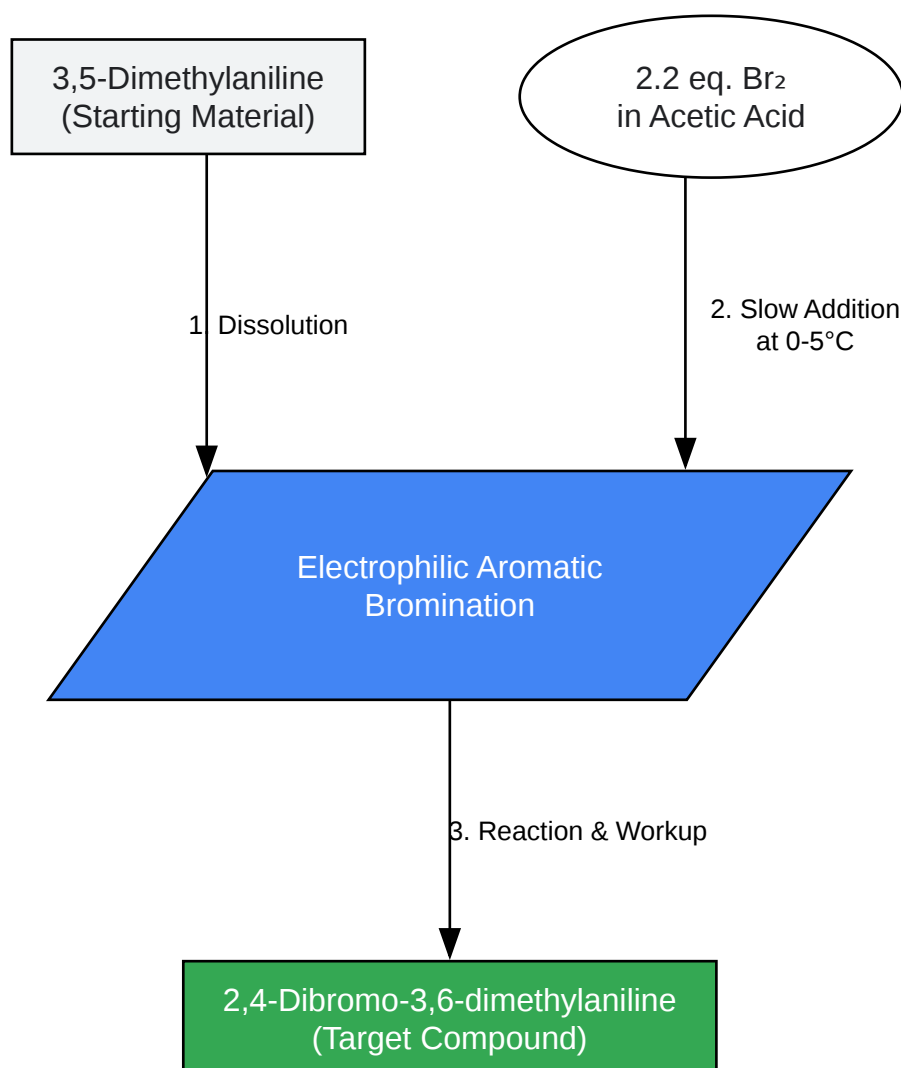 3,5-Dimethylaniline
(Starting Material)
2.2 eq. Br₂
in Acetic Acid
1. Dissolution
2. Slow Addition
at 0-5°C
Electrophilic Aromatic
Bromination
3. Reaction & Workup
2,4-Dibromo-3,6-dimethylaniline
(Target Compound)